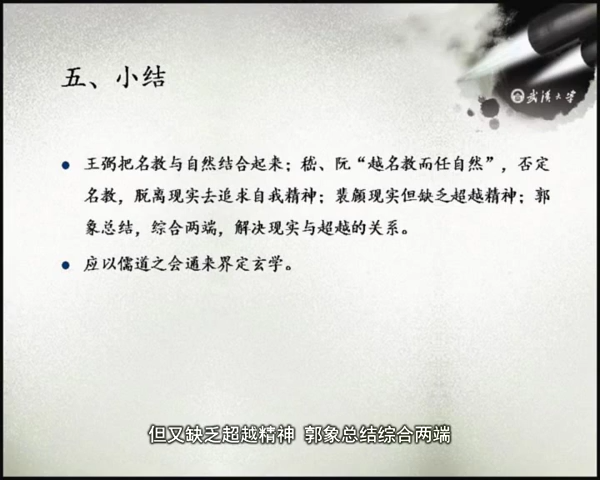 五、小结
武汉大学
王弼把名教与自然结合起来；嵇、阮“越名教而任自然”，否定
名教，脱离现实去追求自我精神；裴頠现实但缺乏超越精神；郭
象总结，综合两端，解决现实与超越的关系。
应以儒道之会通来界定玄学。
但又缺乏超越精神 郭象总结综合两端